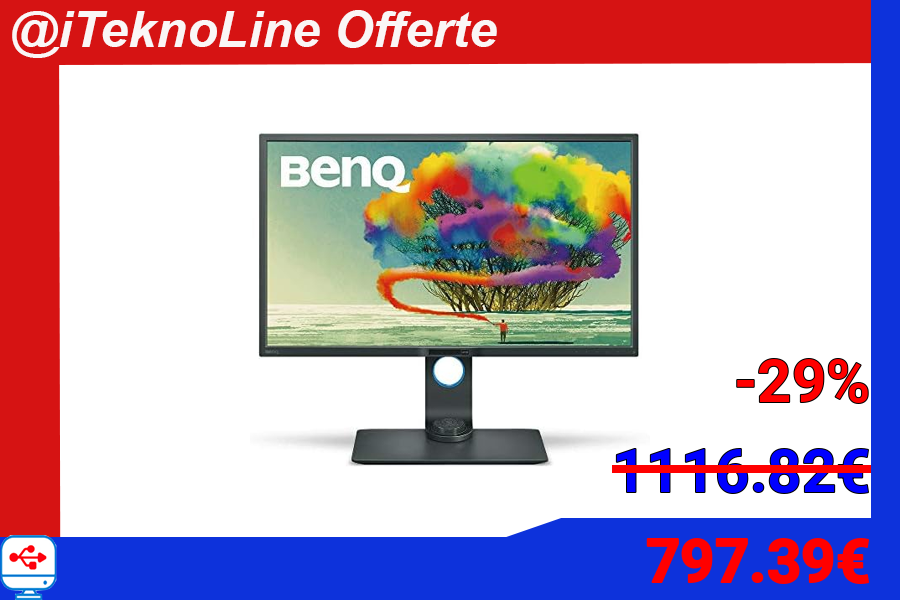 @iTeknoLine Offerte
BenQ
-29%
1116.82€
797.39€